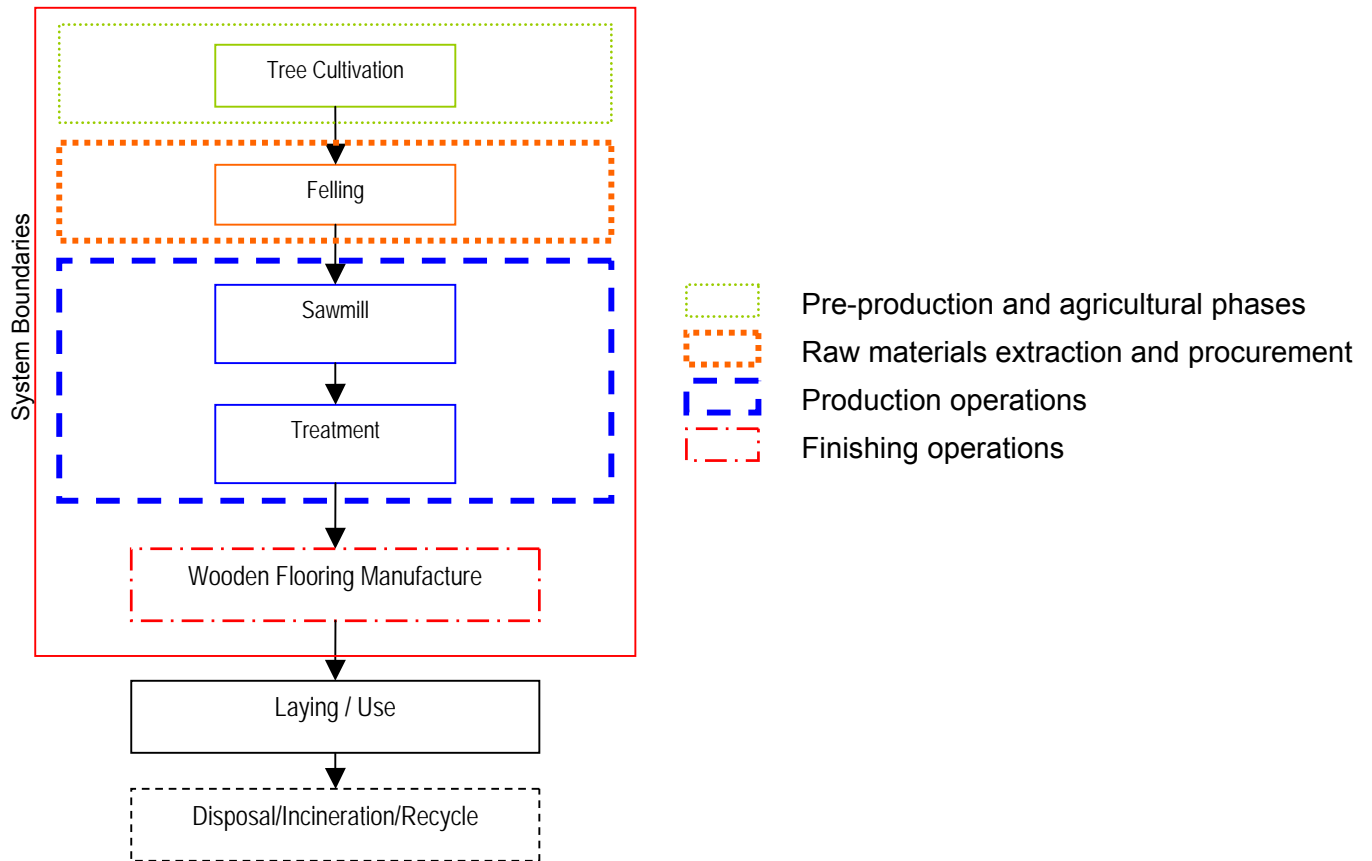 Tree Cultivation
Felling
System Boundaries
Sawmill
Treatment
Wooden Flooring Manufacture
Laying / Use
Disposal/Incineration/Recycle
Pre-production and agricultural phases
Raw materials extraction and procurement
Production operations
Finishing operations